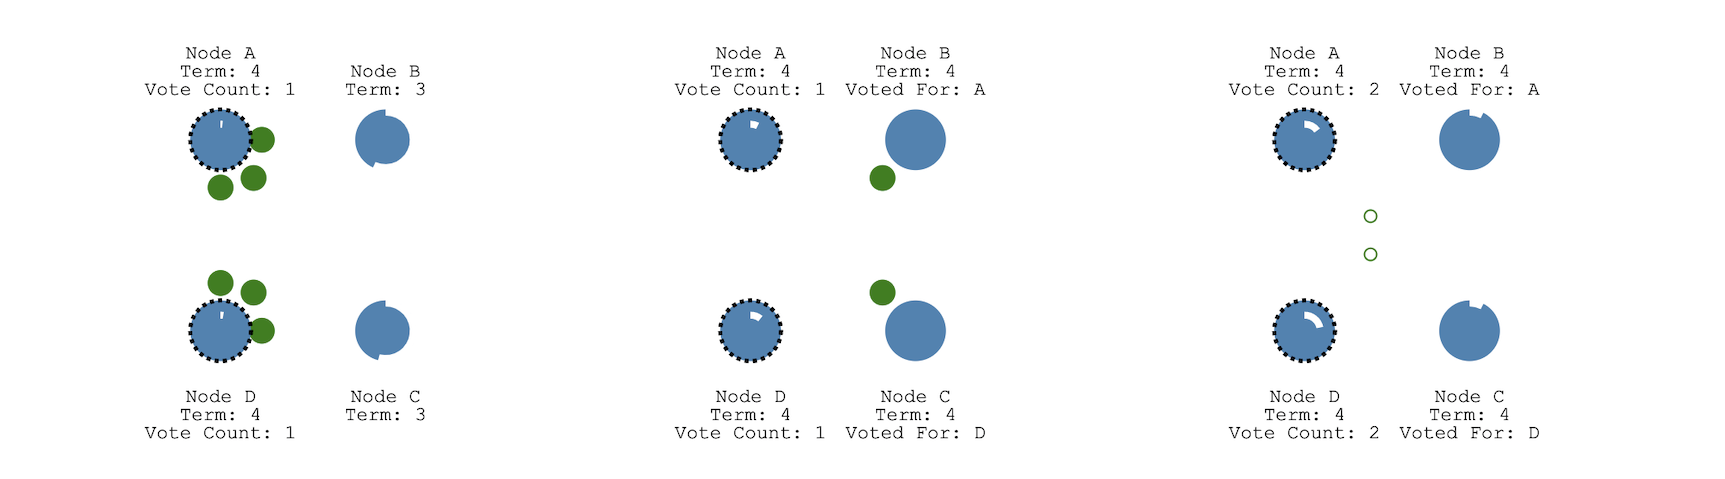 Node A
Term: 4
Vote Count: 1
Node B
Term: 3
Node D
Term: 4
Vote Count: 1
Node C
Term: 3
Node A
Term: 4
Vote Count: 1
Node B
Term: 4
Voted For: A
Node D
Term: 4
Vote Count: 1
Node C
Term: 4
Voted For: D
Node A
Term: 4
Vote Count: 2
Node B
Term: 4
Voted For: A
Node D
Term: 4
Vote Count: 2
Node C
Term: 4
Voted For: D